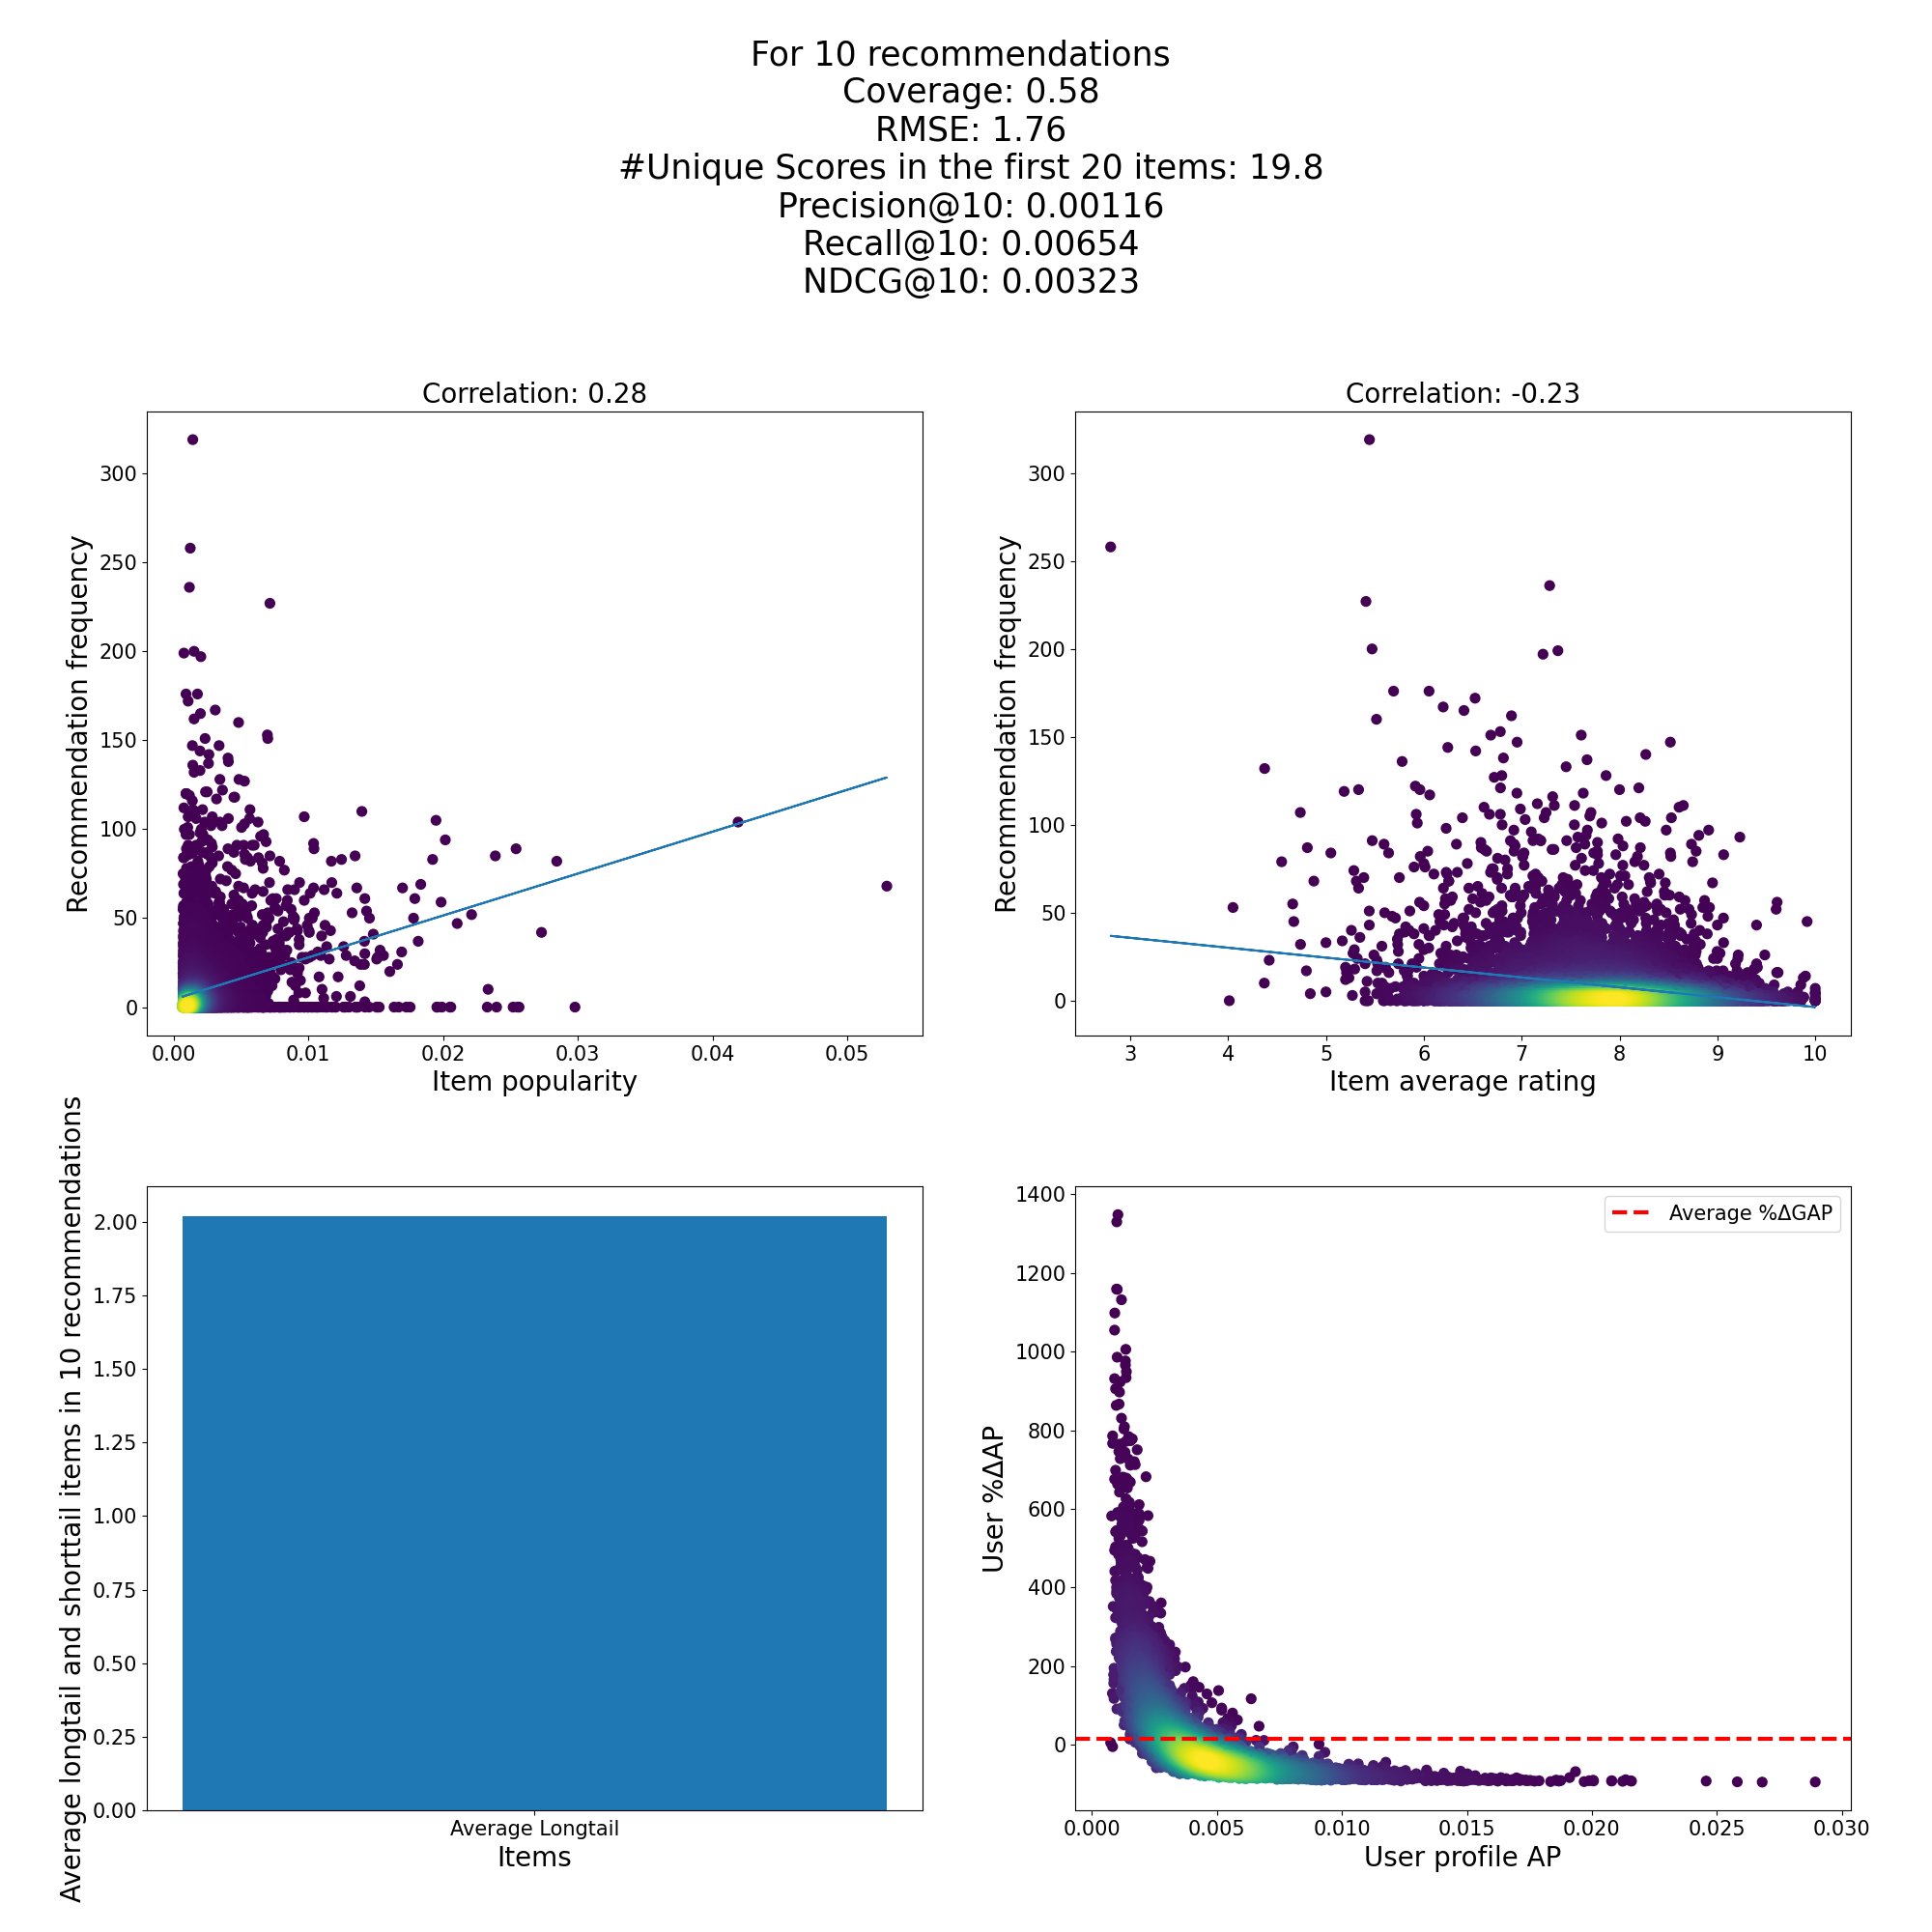 For 10 recommendations
Coverage: 0.58
RMSE: 1.76
#Unique Scores in the first 20 items: 19.8
Precision@10: 0.00116
Recall@10: 0.00654
NDCG@10: 0.00323
Correlation: 0.28
Recommendation frequency
300
250
200
150
100
50
0
0.00 0.01 0.02 0.03 0.04 0.05
Item popularity
Correlation: -0.23
Recommendation frequency
300
250
200
150
100
50
0
3 4 5 6 7 8 9 10
Item average rating
Average longtail and shorttail items in 10 recommendations
2.00
1.75
1.50
1.25
1.00
0.75
0.50
0.25
0.00
Average Longtail
Items
User %ΔAP
1400
1200
1000
800
600
400
200
0
Average %ΔGAP
0.000 0.005 0.010 0.015 0.020 0.025 0.030
User profile AP